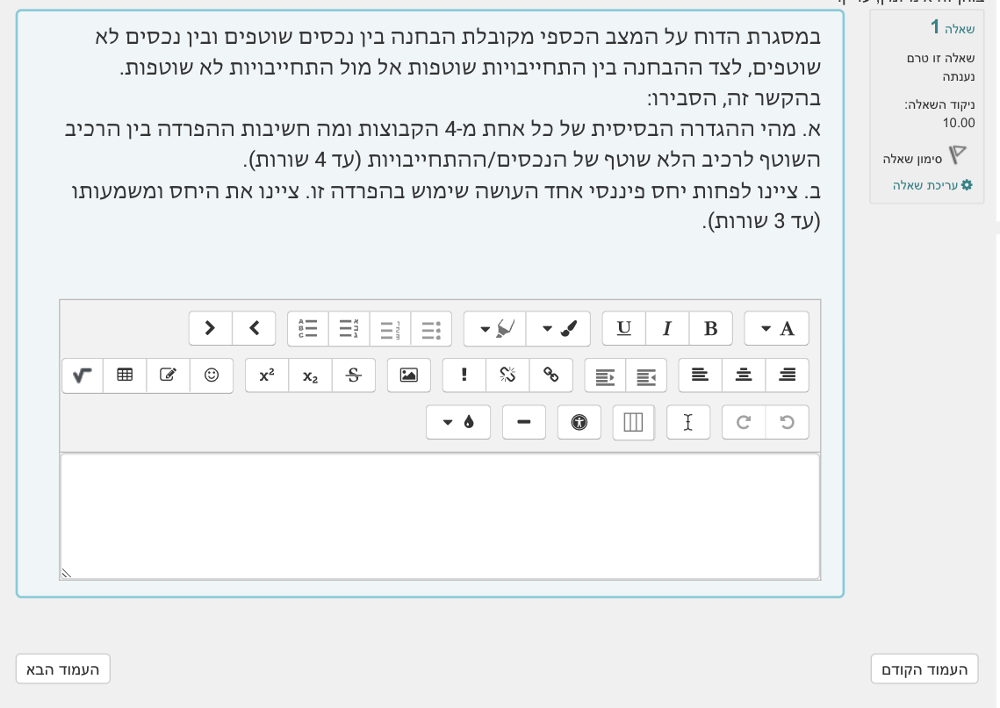 שאלה 1
שאלה זו טרם
נענתה
ניקוד השאלה:
10.00
סימון שאלה
עריכת שאלה
במסגרת הדוח על המצב הכספי מקובלת הבחנה בין נכסים שוטפים ובין נכסים לא
שוטפים, לצד ההבחנה בין התחייבויות שוטפות אל מול התחייבויות לא שוטפות.
בהקשר זה, הסבירו:
א. מהי ההגדרה הבסיסית של כל אחת מ-4 הקבוצות ומה חשיבות ההפרדה בין הרכיב
השוטף לרכיב הלא שוטף של הנכסים/ההתחייבויות (עד 4 שורות).
ב. ציינו לפחות יחס פיננסי אחד העושה שימוש בהפרדה זו. ציינו את היחס ומשמעותו
(עד 3 שורות).
העמוד הקודם
העמוד הבא